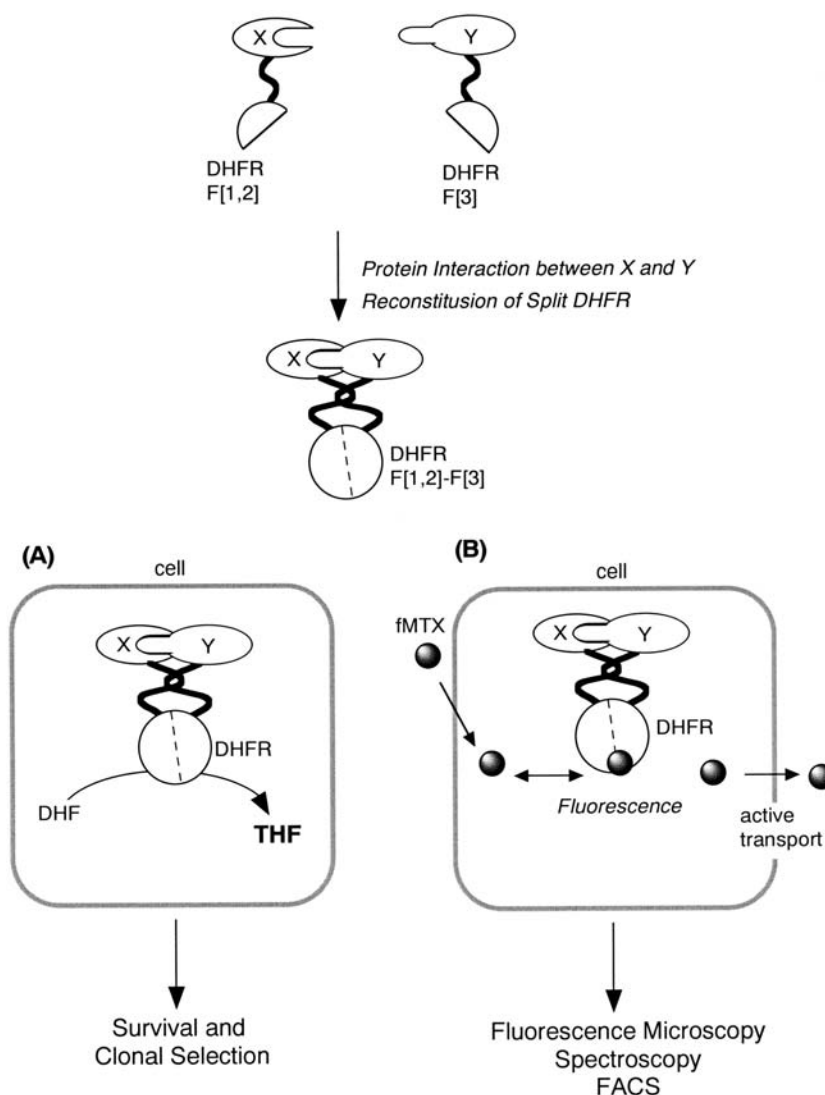 X
Y
DHFR
F[1,2]
DHFR
F[3]
Protein Interaction between X and Y
Reconstitusion of Split DHFR
X
Y
DHFR
F[1,2]-F[3]
(A)
cell
X
Y
DHFR
DHF
THF
Survival and
Clonal Selection
(B)
cell
fMTX
X
Y
DHFR
Fluorescence
active
transport
Fluorescence Microscopy
Spectroscopy
FACS